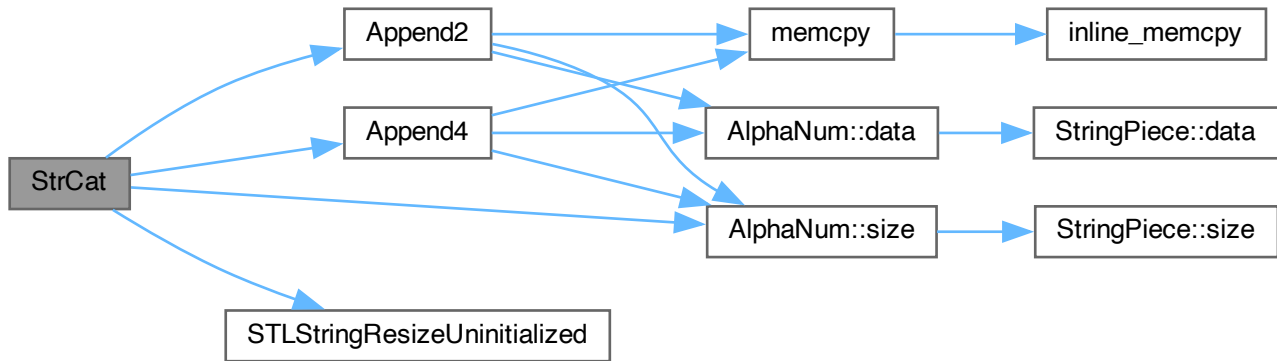 Append2
memcpy
inline_memcpy
Append4
AlphaNum::data
StringPiece::data
StrCat
AlphaNum::size
StringPiece::size
STLStringResizeUninitialized